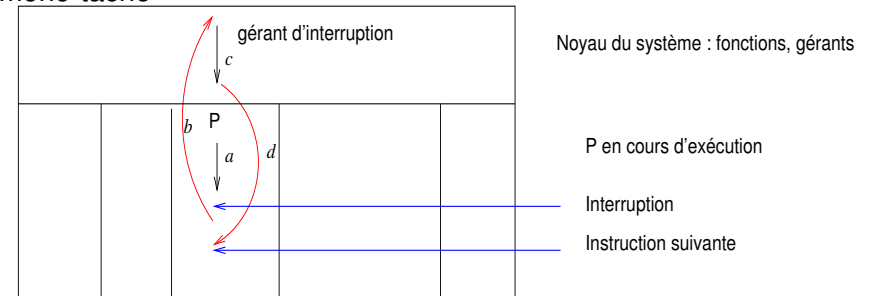 gérant d'interruption
Noyau du système : fonctions, gérants
c
b
P
a
d
P en cours d'exécution
Interruption
Instruction suivante